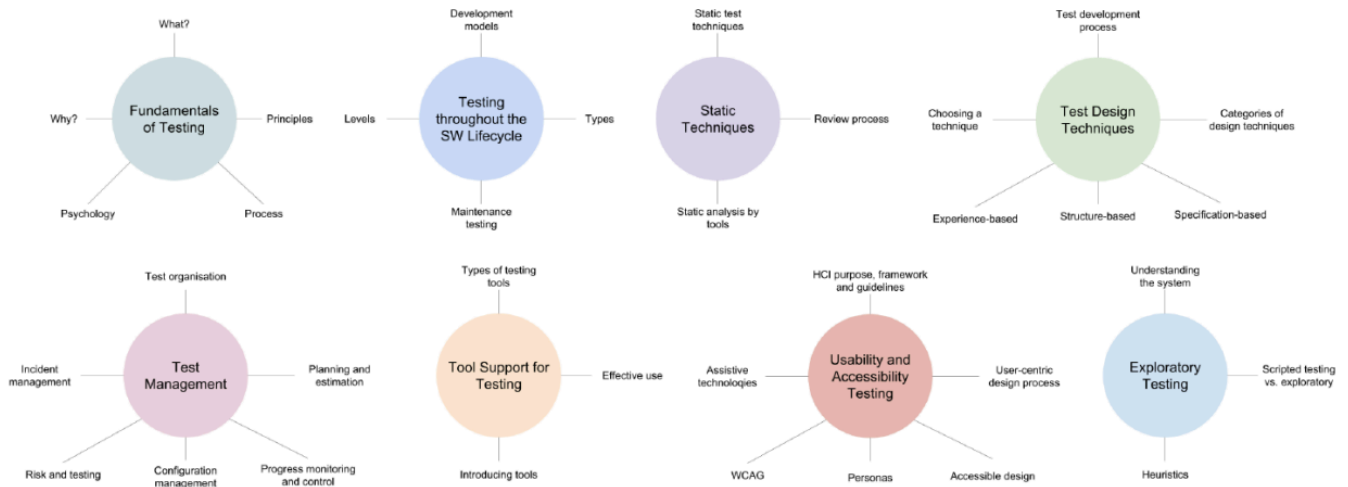 What?
Why?
Fundamentals
of Testing
Principles
Psychology
Process
Development
models
Levels
Testing
throughout the
SW Lifecycle
Types
Maintenance
testing
Static test
techniques
Static
Techniques
Review process
Static analysis by
tools
Test development
process
Choosing a
technique
Test Design
Techniques
Categories of
design techniques
Experience-based
Structure-based
Specification-based
Test organisation
Incident
management
Test
Management
Planning and
estimation
Risk and testing
Configuration
management
Progress monitoring
and control
Types of testing
tools
Tool Support for
Testing
Effective use
Introducing tools
HCI purpose, framework
and guidelines
Assistive
technologies
Usability and
Accessibility
Testing
User-centric
design process
WCAG
Personas
Accessible design
Understanding
the system
Exploratory
Testing
Scripted testing
vs. exploratory
Heuristics